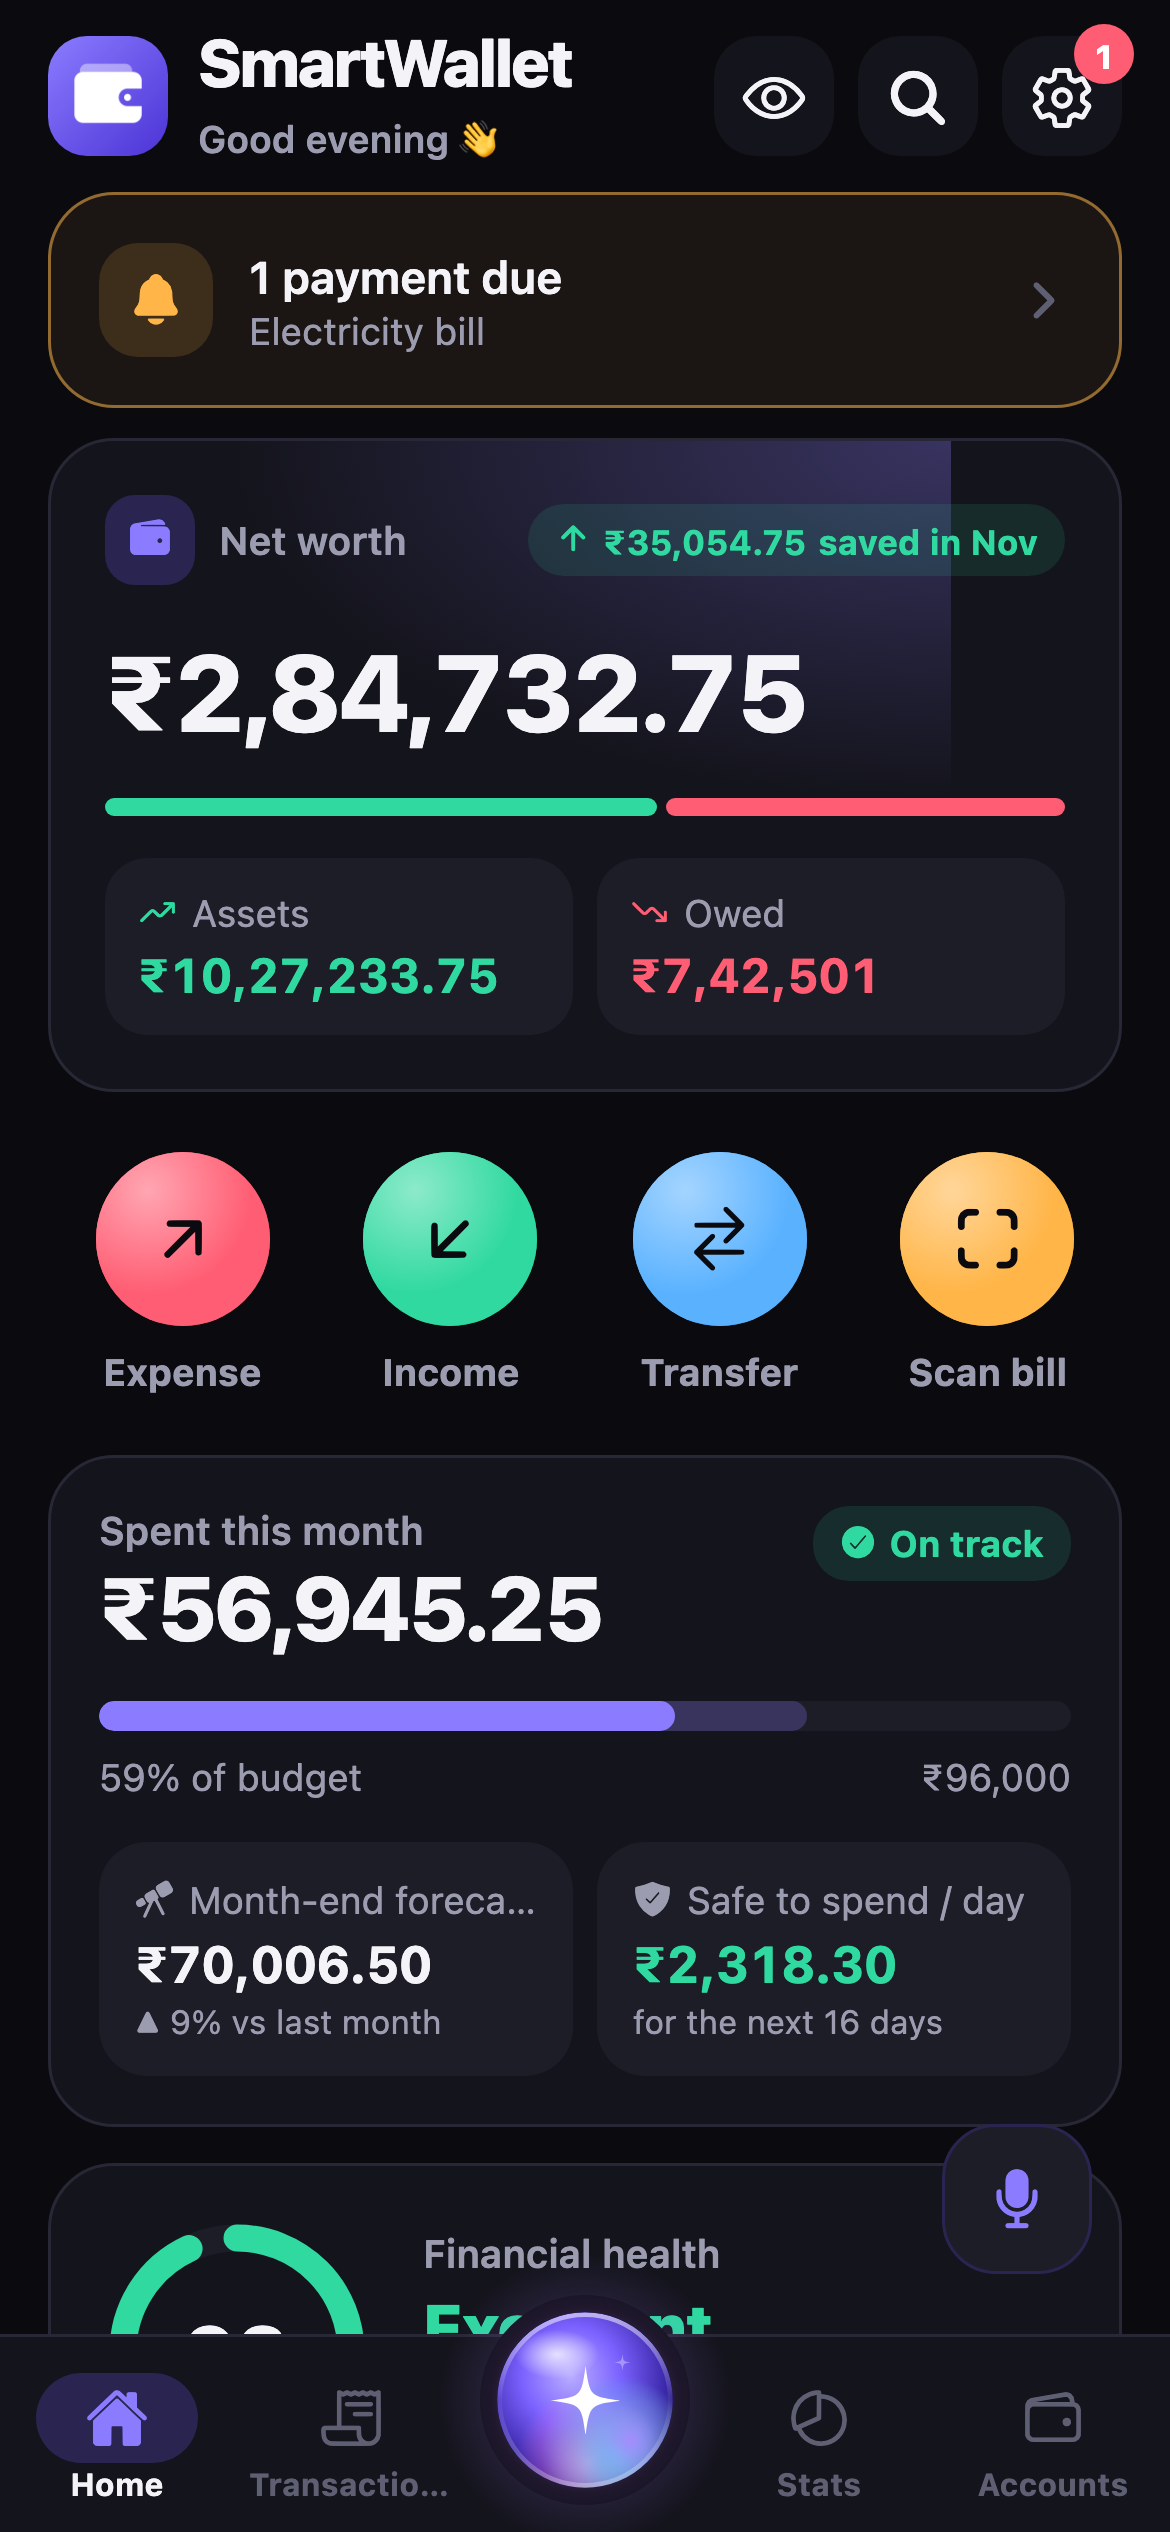 SmartWallet
Good evening 👋
1
1 payment due
Electricity bill
Net worth
↑ ₹35,054.75 saved in Nov
₹2,84,732.75
Assets
₹10,27,233.75
Owed
₹7,42,501
Expense
Income
Transfer
Scan bill
Spent this month
On track
₹56,945.25
59% of budget
₹96,000
Month-end foreca...
₹70,006.50
▲ 9% vs last month
Safe to spend / day
₹2,318.30
for the next 16 days
Financial health
Home
Transactio...
Stats
Accounts